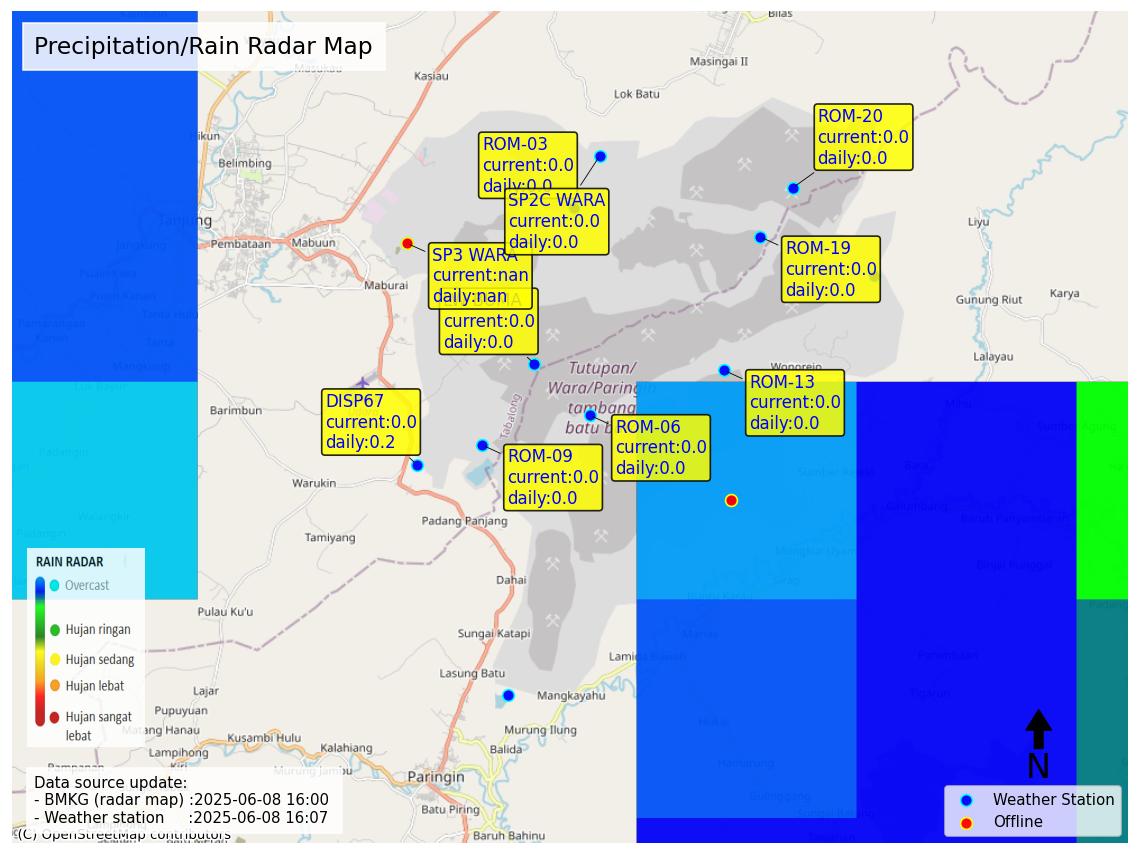 Precipitation/Rain Radar Map
Bilas
Masingai II
Kasiau
Lok Batu
Hikun
Belimbing
Tanjung
Pembataan
Mabuun
Jangkung
Maburai
ROM-03
current:0.0
daily:0.0
SP2C WARA
current:0.0
daily:0.0
ROM-20
current:0.0
daily:0.0
ROM-19
current:0.0
daily:0.0
SP3 WARA
current:nan
daily:nan
current:0.0
daily:0.0
Liyu
Gunung Riut
Karya
Lalayau
Wonorejo
Tutupan/
Wara/Paringin
tambang
batu b
Tabalong
ROM-13
current:0.0
daily:0.0
DISP67
current:0.0
daily:0.2
ROM-06
current:0.0
daily:0.0
ROM-09
current:0.0
daily:0.0
Barimbun
Warukin
Padang Panjang
Tamiyang
Dahai
Pulau Ku'u
Sungai Katapi
Lasung Batu
Mangkayahu
Lajar
Pupuyuan
Matang Hanau
Lampihong
Kusambi Hulu
Kalahiang
Murung Jambu
Murung Ilung
Balida
Paringin
Batu Piring
Baruh Bahinu
RAIN RADAR
Overcast
Hujan ringan
Hujan sedang
Hujan lebat
Hujan sangat
lebat
Data source update:
- BMKG (radar map) :2025-06-08 16:00
- Weather station :2025-06-08 16:07
(C) OpenStreetMap contributors
N
Weather Station
Offline